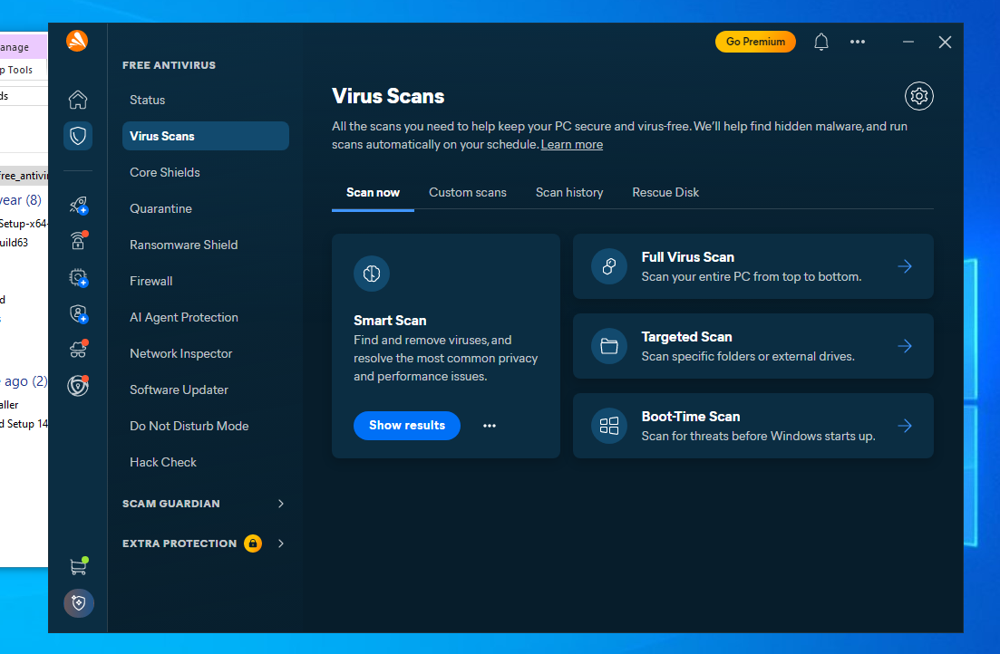 anage
p Tools
ds
ree_antivi
year (8)
Setup-x64-
uild63
d
s
ago (2)
aller
d Setup 14
FREE ANTIVIRUS
Status
Virus Scans
Core Shields
Quarantine
Ransomware Shield
Firewall
AI Agent Protection
Network Inspector
Software Updater
Do Not Disturb Mode
Hack Check
SCAM GUARDIAN
EXTRA PROTECTION
Go Premium
Virus Scans
All the scans you need to help keep your PC secure and virus-free. We'll help find hidden malware, and run
scans automatically on your schedule. Learn more
Scan now Custom scans Scan history Rescue Disk
Smart Scan
Find and remove viruses, and
resolve the most common privacy
and performance issues.
Show results
Full Virus Scan
Scan your entire PC from top to bottom.
Targeted Scan
Scan specific folders or external drives.
Boot-Time Scan
Scan for threats before Windows starts up.